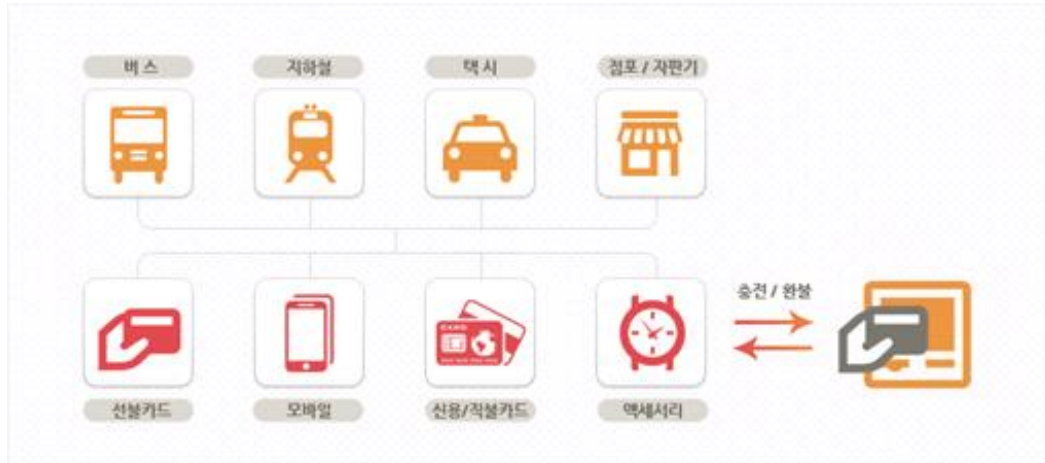 버스
지하철
택시
점포 / 자판기
충전 / 환불
선불카드
모바일
CARD
신용/직불카드
액세서리